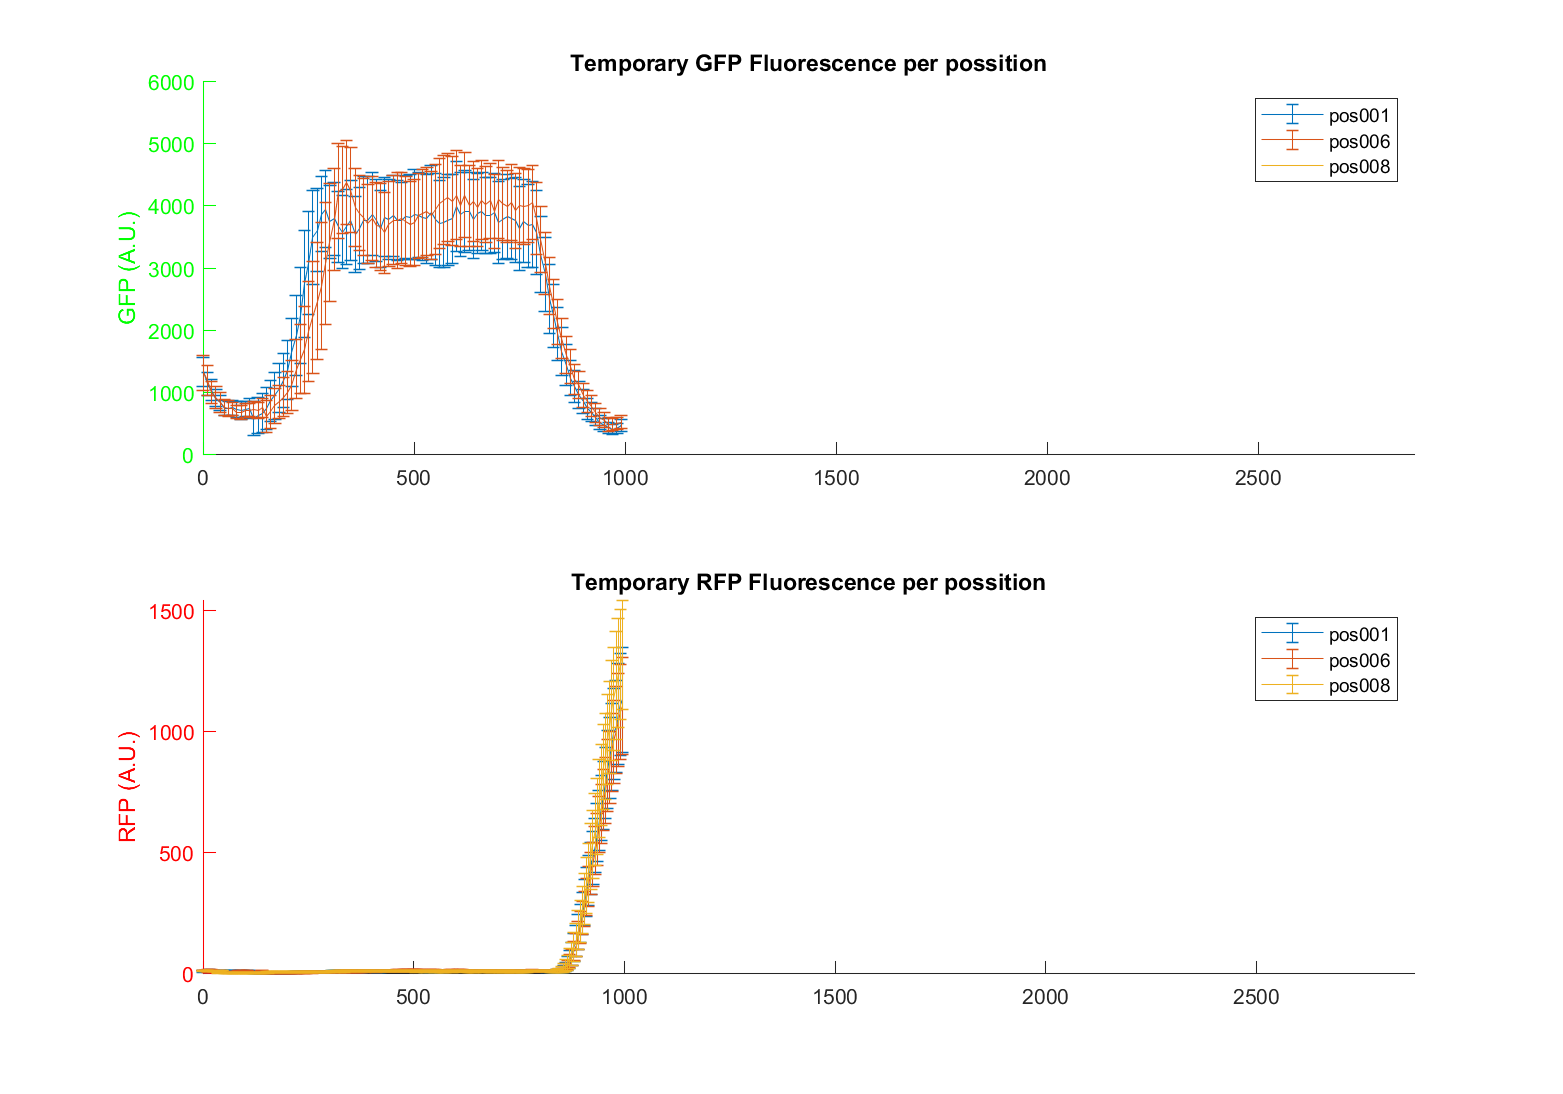 Temporary GFP Fluorescence per possition
GFP (A.U.)
6000
5000
4000
3000
2000
1000
0
0 500 1000 1500 2000 2500
pos001
pos006
pos008
Temporary RFP Fluorescence per possition
RFP (A.U.)
1500
1000
500
0
0 500 1000 1500 2000 2500
pos001
pos006
pos008